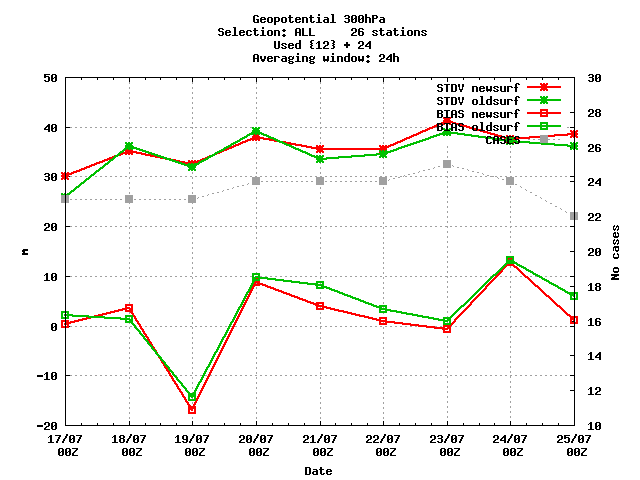 Geopotential 300hPa
Selection: ALL     26 stations
Used {12} + 24
Averaging window: 24h
50
40
30
20
10
0
-10
-20
m
STDV newsurf
STDV oldsurf
BIAS newsurf
BIAS oldsurf
CASES
30
28
26
24
22
20
18
16
14
12
10
No cases
17/07 18/07 19/07 20/07 21/07 22/07 23/07 24/07 25/07
00Z 00Z 00Z 00Z 00Z 00Z 00Z 00Z 00Z
Date